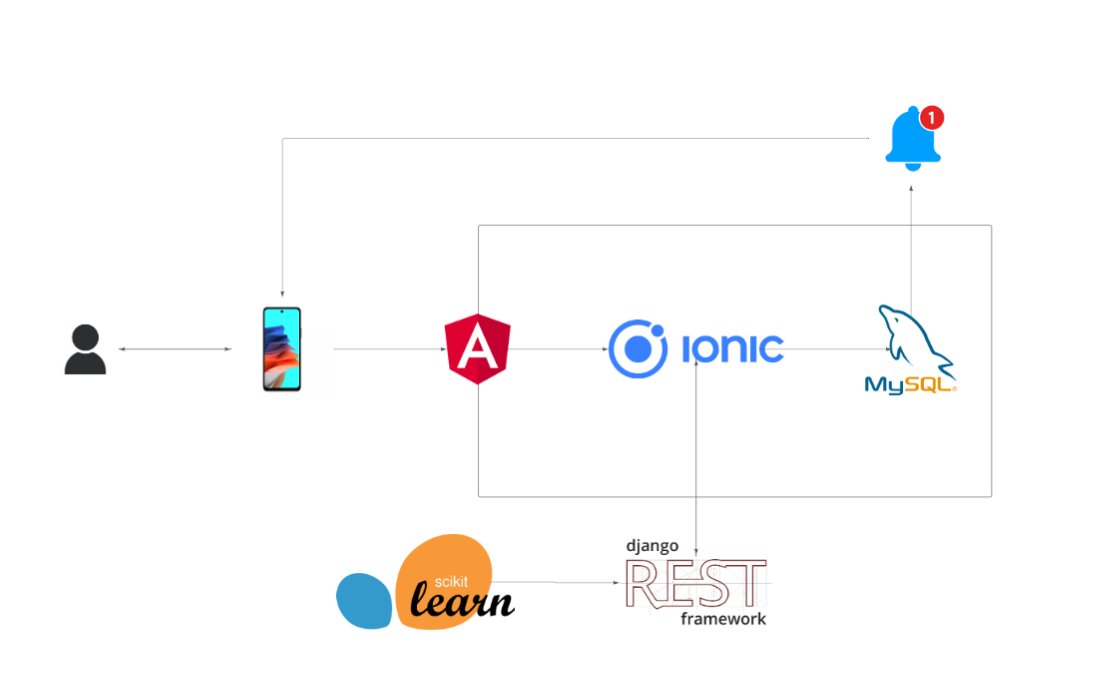 1
A
IONIC
MySQL®
django
REST
framework
scikit
learn